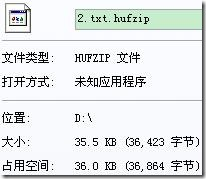 2.txt.hufzip
文件类型: HUFZIP 文件
打开方式: 未知应用程序
位置: D:\
大小: 35.5 KB (36,423 字节)
占用空间: 36.0 KB (36,864 字节)